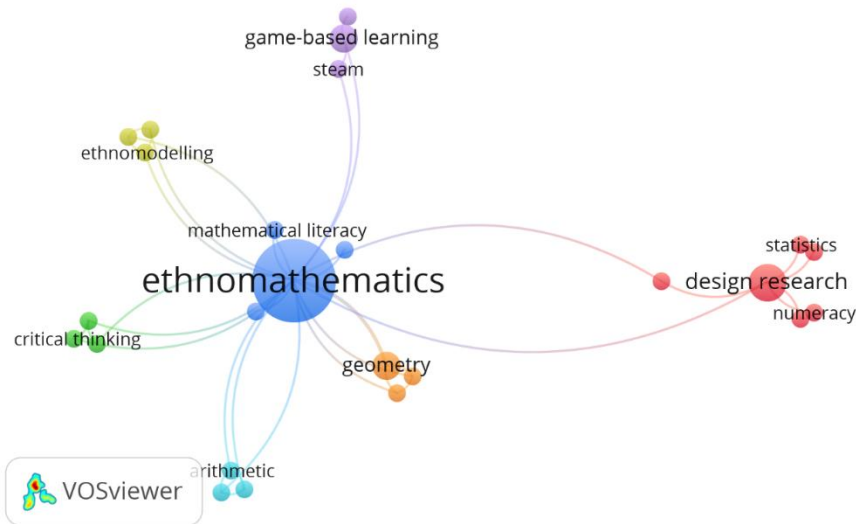 game-based learning
steam
ethnomodelling
mathematical literacy
statistics
ethnomathematics
design research
numeracy
critical thinking
geometry
arithmetic
VOSviewer